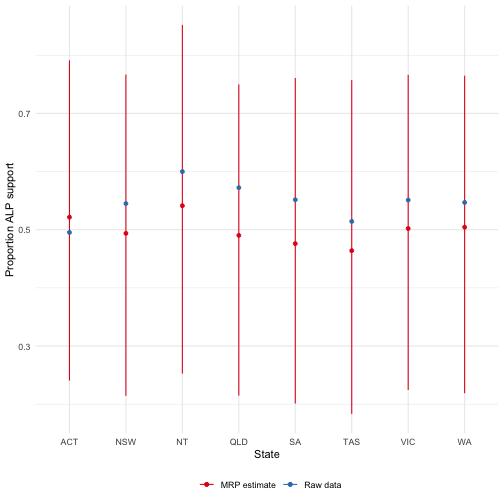 Proportion ALP support
0.7
0.5
0.3
ACT NSW NT QLD SA TAS VIC WA
State
MRP estimate Raw data